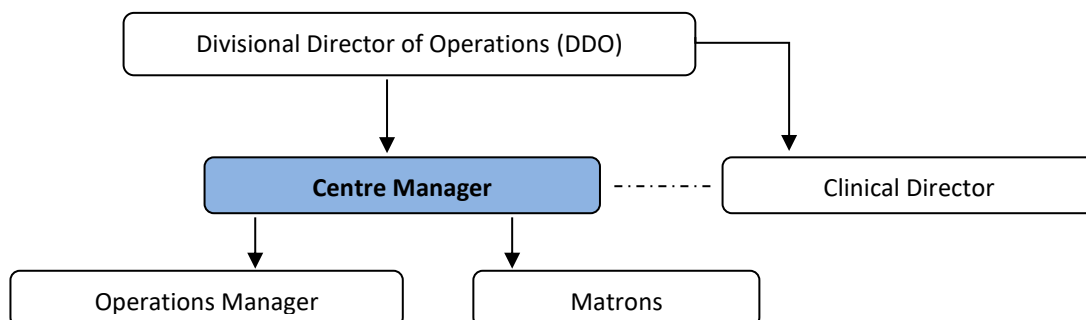 Divisional Director of Operations (DDO)
Centre Manager
Clinical Director
Operations Manager
Matrons